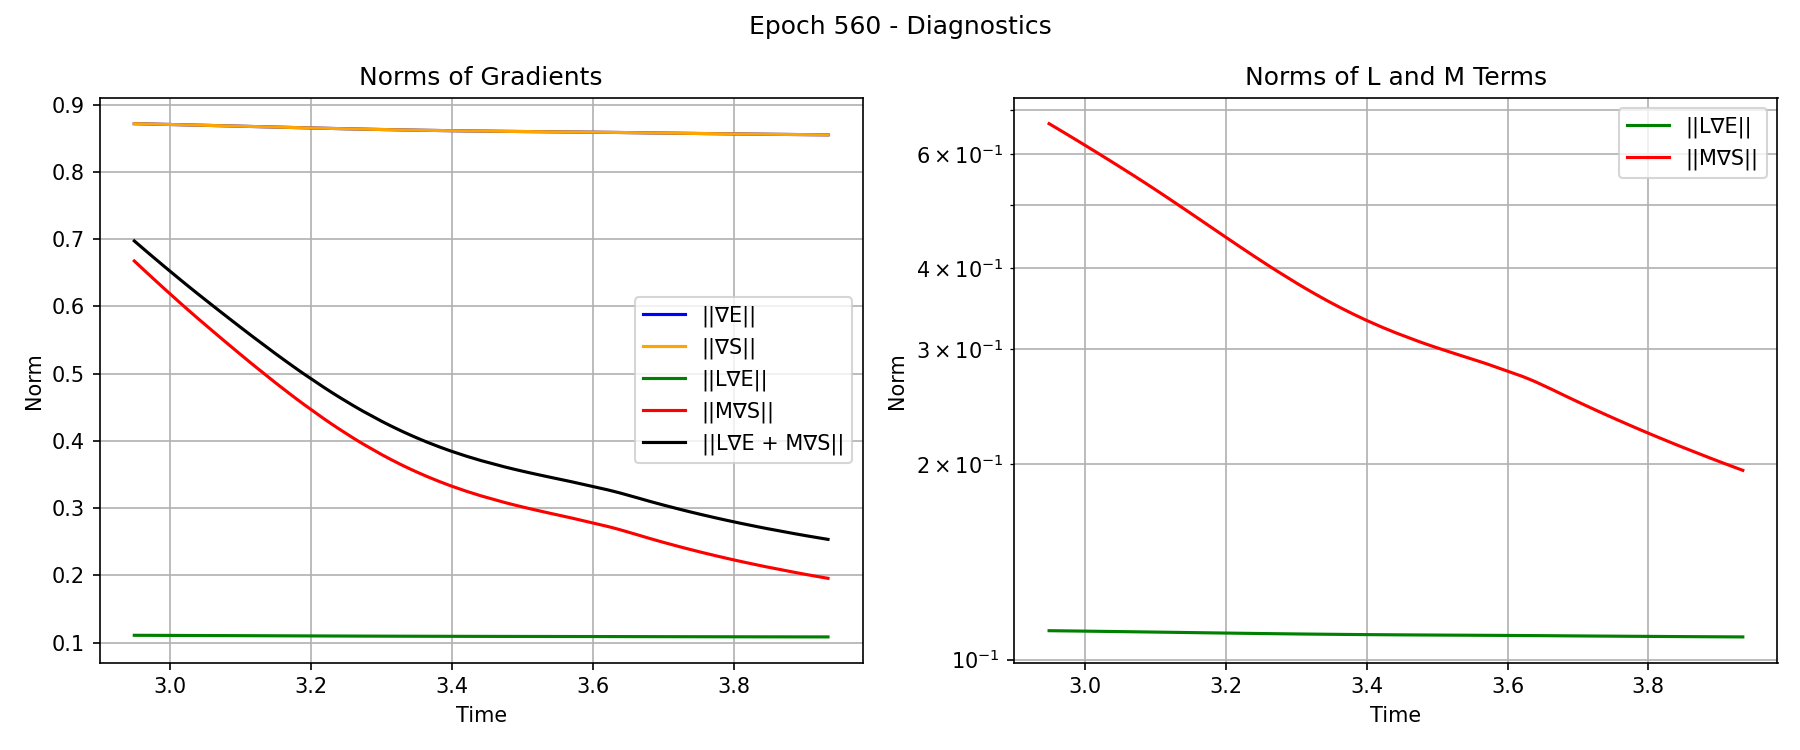 Epoch 560 - Diagnostics
Norms of Gradients
0.9
0.8
0.7
0.6
0.5
0.4
0.3
0.2
0.1
Norm
||∇E||
||∇S||
||L∇E||
||M∇S||
||L∇E + M∇S||
3.0 3.2 3.4 3.6 3.8
Time
Norms of L and M Terms
6 × 10⁻¹
4 × 10⁻¹
3 × 10⁻¹
2 × 10⁻¹
10⁻¹
Norm
||L∇E||
||M∇S||
3.0 3.2 3.4 3.6 3.8
Time